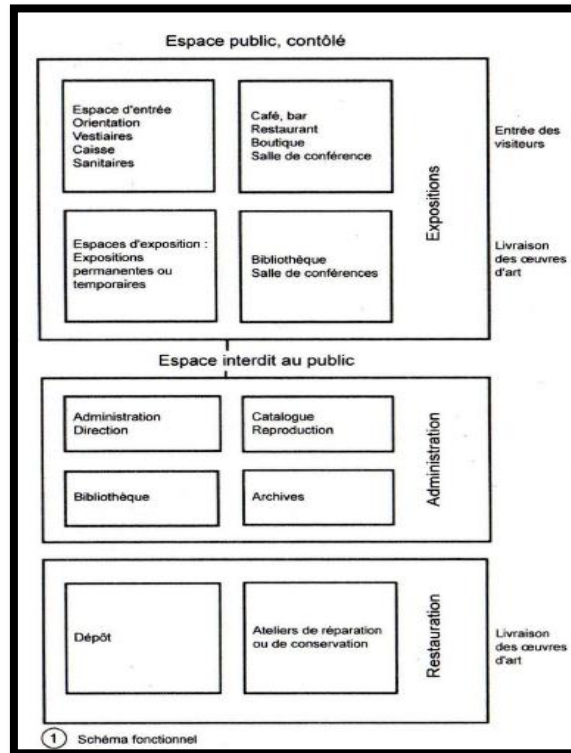 Espace public, contôlé
Espace d'entrée
Orientation
Vestiaires
Caisse
Sanitaires
Café, bar
Restaurant
Boutique
Salle de conférence
Entrée des
visiteurs
Espaces d'exposition :
Expositions
permanentes ou
temporaires
Bibliothèque
Salle de conférences
Expositions
Livraison
des œuvres
d'art
Espace interdit au public
Administration
Direction
Catalogue
Reproduction
Bibliothèque
Archives
Administration
Dépôt
Ateliers de réparation
ou de conservation
Restauration
Livraison
des œuvres
d'art
1 Schéma fonctionnel